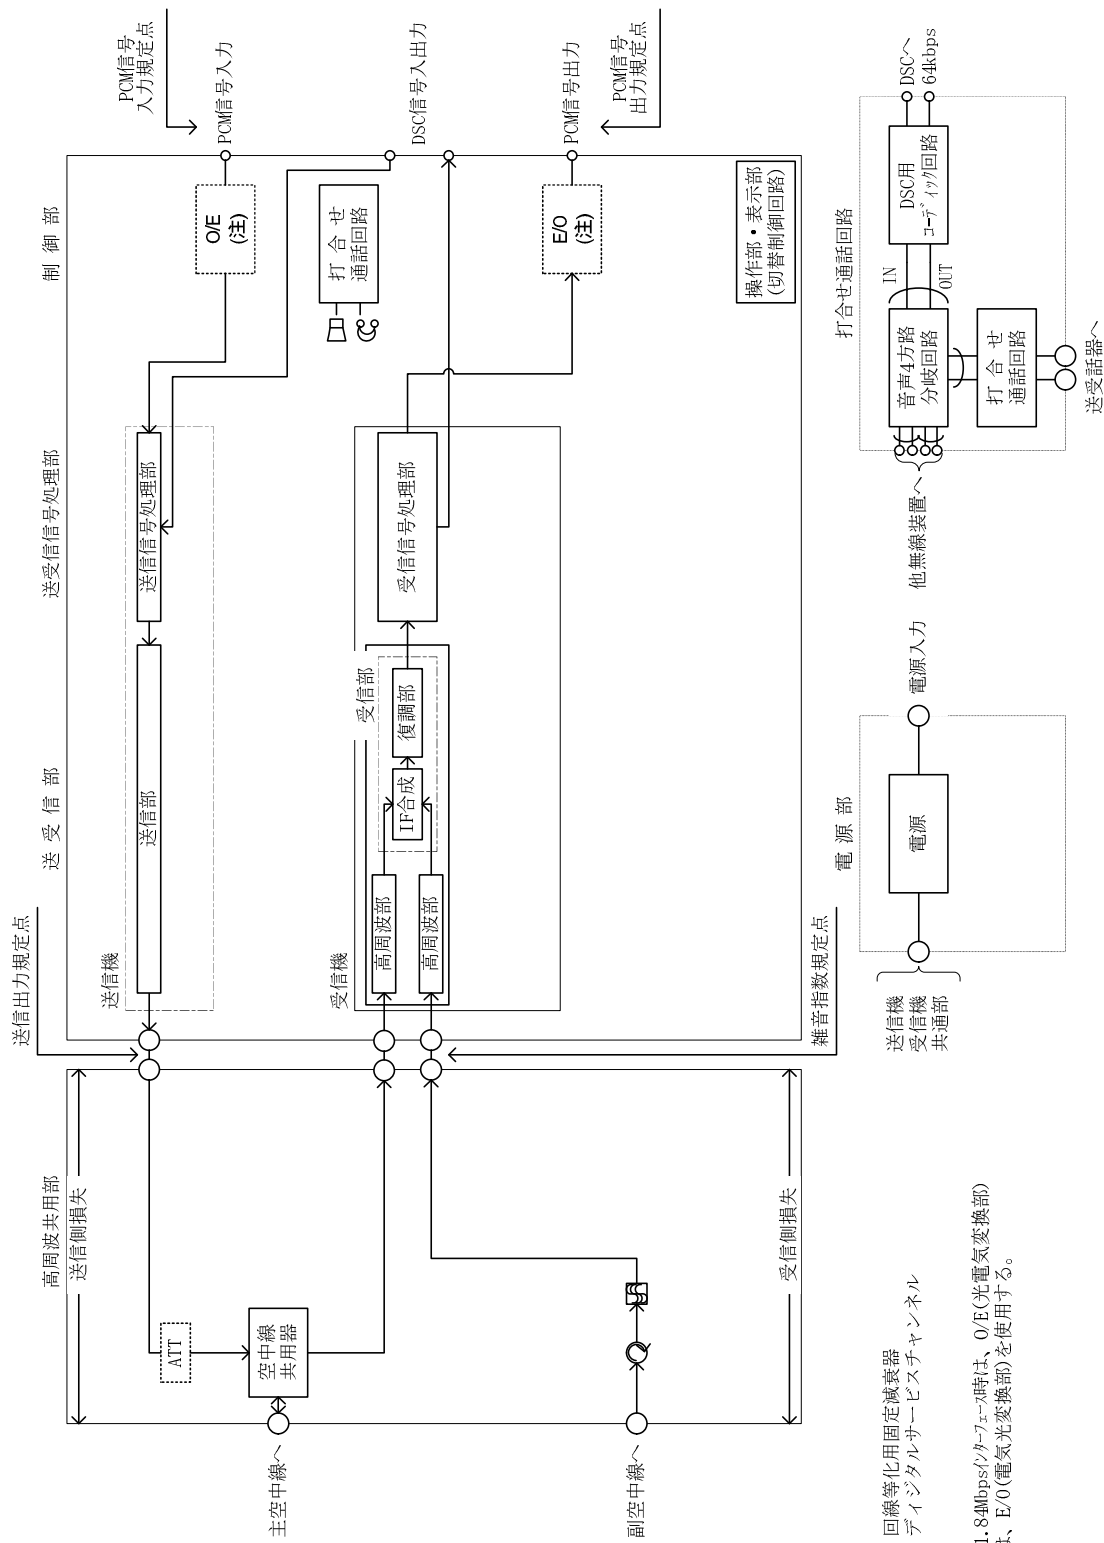 高周波共用部
送信側損失
ATT
空中線
共用器
主空中線へ
副空中線へ
受信側損失
送信出力規定点
送 受 信 部
送信機
送信部
受信機
高周波部
高周波部
受信部
IF合成
復調部
雑音指数規定点
送受信信号処理部
送信信号処理部
受信信号処理部
制 御 部
O/E
(注)
打 合 せ
通話回路
E/O
(注)
操作部・表示部
(切替制御回路)
PCM信号
入力規定点
PCM信号入力
DSC信号入出力
PCM信号出力
PCM信号
出力規定点
電 源 部
電源
送信機
受信機
共通部
電源入力
打合せ通話回路
他無線装置へ
音声4方路
分岐回路
IN
OUT
DSC用
コーディック回路
DSCへ
64kbps
打 合 せ
通話回路
送受話器へ
回線等化用固定減衰器
ディジタルサービスチャンネル
1.84Mbpsインターフェース時は、O/E(光電気変換部)
は、E/O(電気光変換部)を使用する。